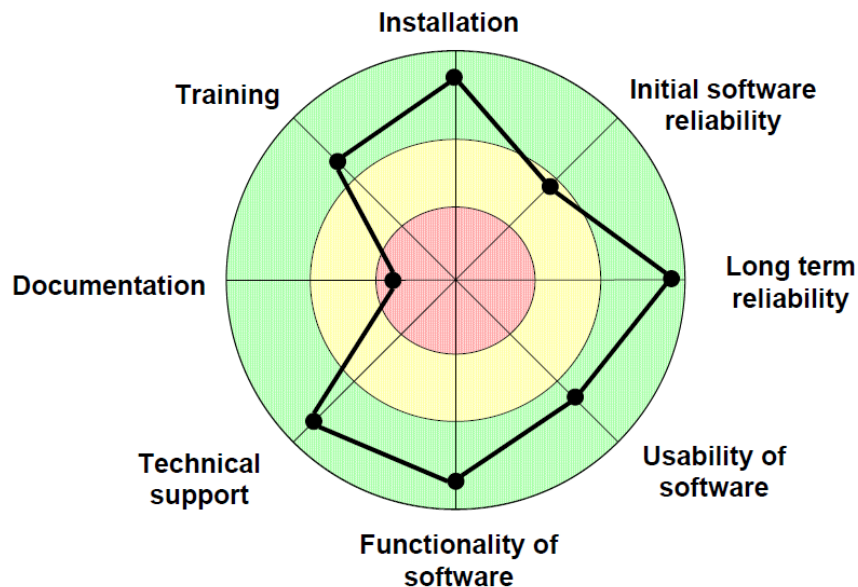 Installation
Training
Initial software
reliability
Documentation
Long term
reliability
Technical
support
Usability of
software
Functionality of
software